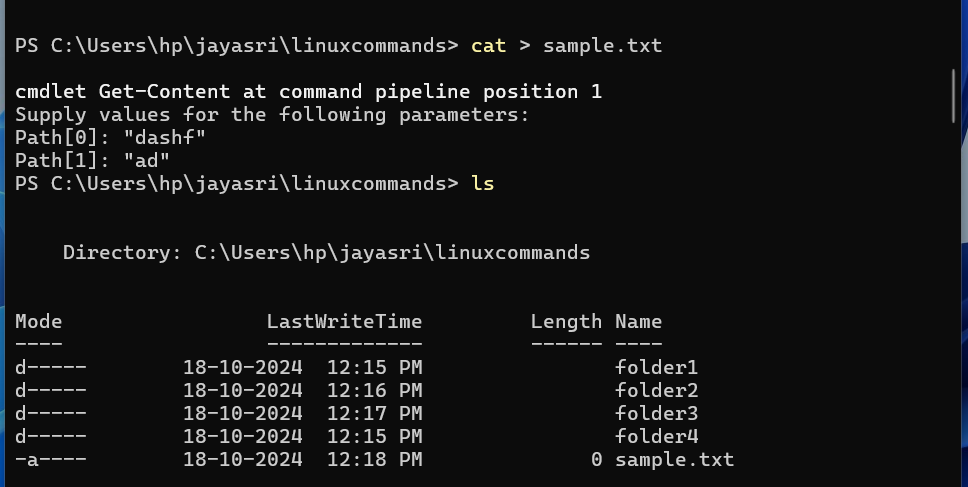 PS C:\Users\hp\jayasri\linuxcommands> cat > sample.txt
cmdlet Get-Content at command pipeline position 1
Supply values for the following parameters:
Path[0]: "dashf"
Path[1]: "ad"
PS C:\Users\hp\jayasri\linuxcommands> ls
Directory: C:\Users\hp\jayasri\linuxcommands
Mode                 LastWriteTime         Length Name
----                 -------------         ------ ----
d-----        18-10-2024  12:15 PM                folder1
d-----        18-10-2024  12:16 PM                folder2
d-----        18-10-2024  12:17 PM                folder3
d-----        18-10-2024  12:15 PM                folder4
-a----        18-10-2024  12:18 PM              0 sample.txt